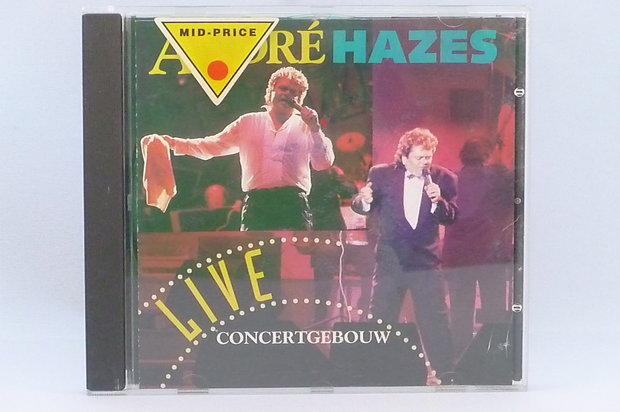 MID-PRICE
ANDRÉ HAZES
LIVE
CONCERTGEBOUW